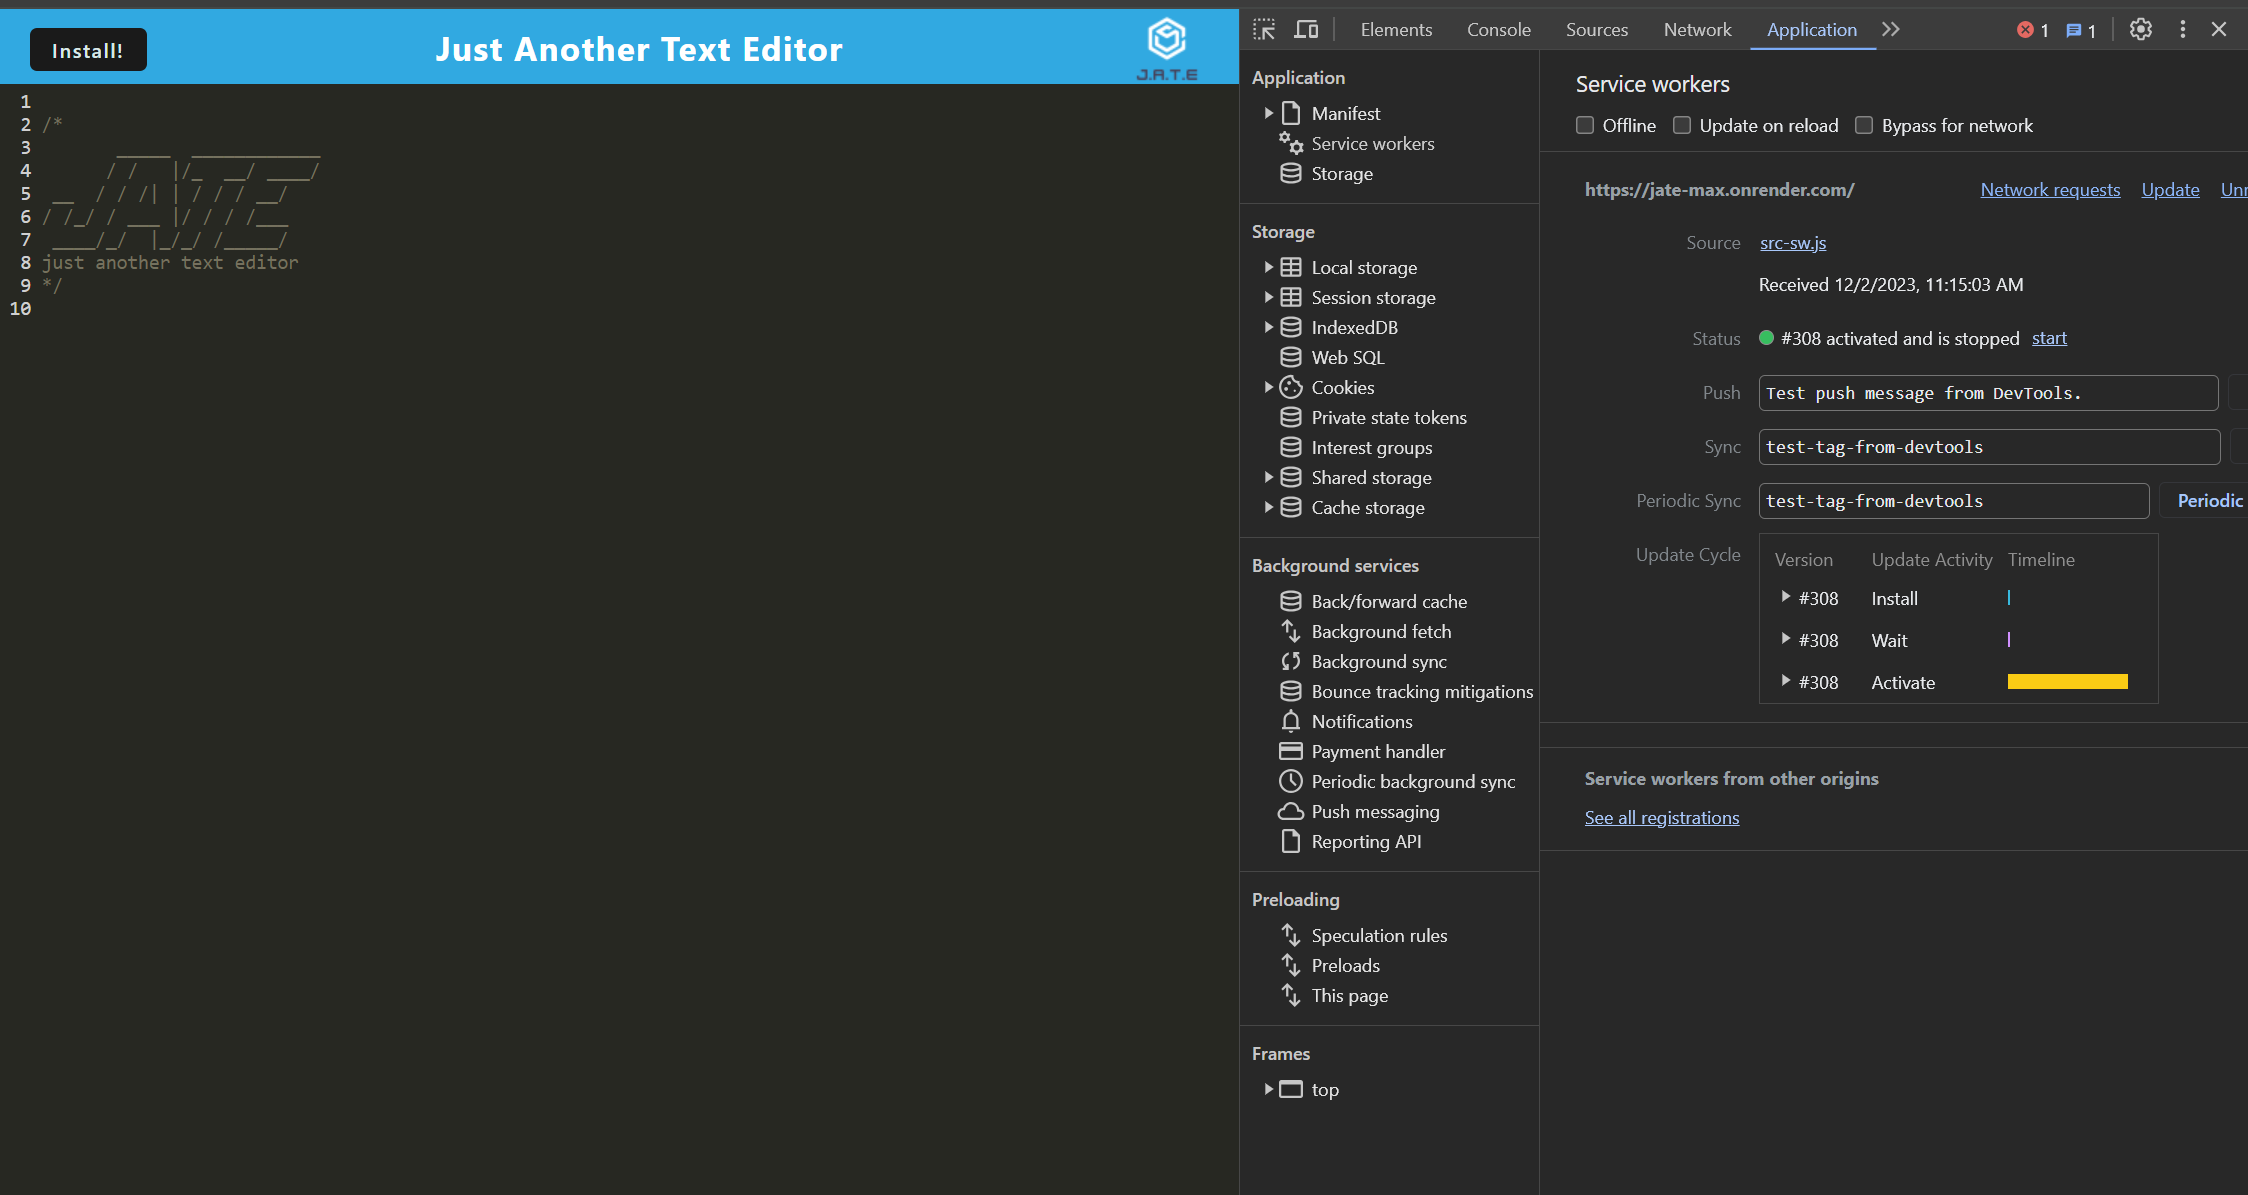 Install!
Just Another Text Editor
J.A.T.E
1
2 /*
3       _____  ____________
4       / /   |/_  __/ ____/
5  __  / / /| | / / / __/
6 / /_/ / ___ |/ / / /___
7  ____/_/  |_/_/ /_____/
8 just another text editor
9 */
10
Elements Console Sources Network Application 1 1
Application
Manifest
Service workers
Storage
Storage
Local storage
Session storage
IndexedDB
Web SQL
Cookies
Private state tokens
Interest groups
Shared storage
Cache storage
Background services
Back/forward cache
Background fetch
Background sync
Bounce tracking mitigations
Notifications
Payment handler
Periodic background sync
Push messaging
Reporting API
Preloading
Speculation rules
Preloads
This page
Frames
top
Service workers
Offline Update on reload Bypass for network
https://jate-max.onrender.com/ Network requests Update Unr
Source src-sw.js
Received 12/2/2023, 11:15:03 AM
Status #308 activated and is stopped start
Push Test push message from DevTools.
Sync test-tag-from-devtools
Periodic Sync test-tag-from-devtools Periodic
Update Cycle Version Update Activity Timeline
#308 Install
#308 Wait
#308 Activate
Service workers from other origins
See all registrations